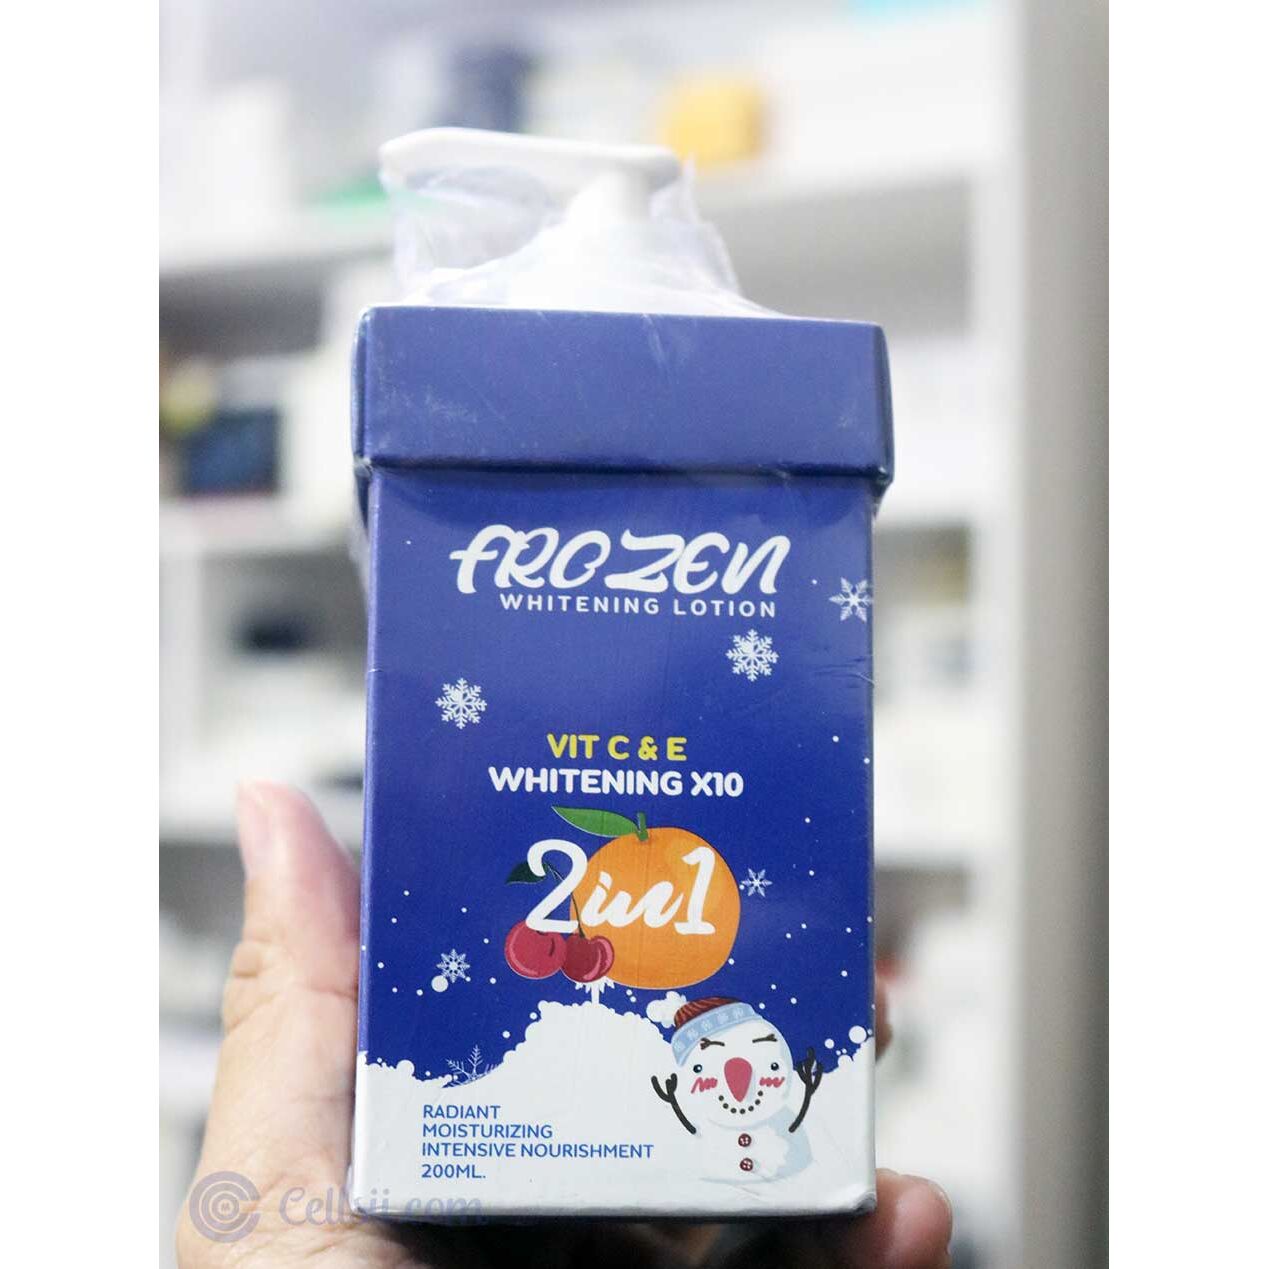 FROZEN
WHITENING LOTION
VIT C & E
WHITENING X10
2in1
RADIANT
MOISTURIZING
INTENSIVE NOURISHMENT
200ML.
Cellsii.com